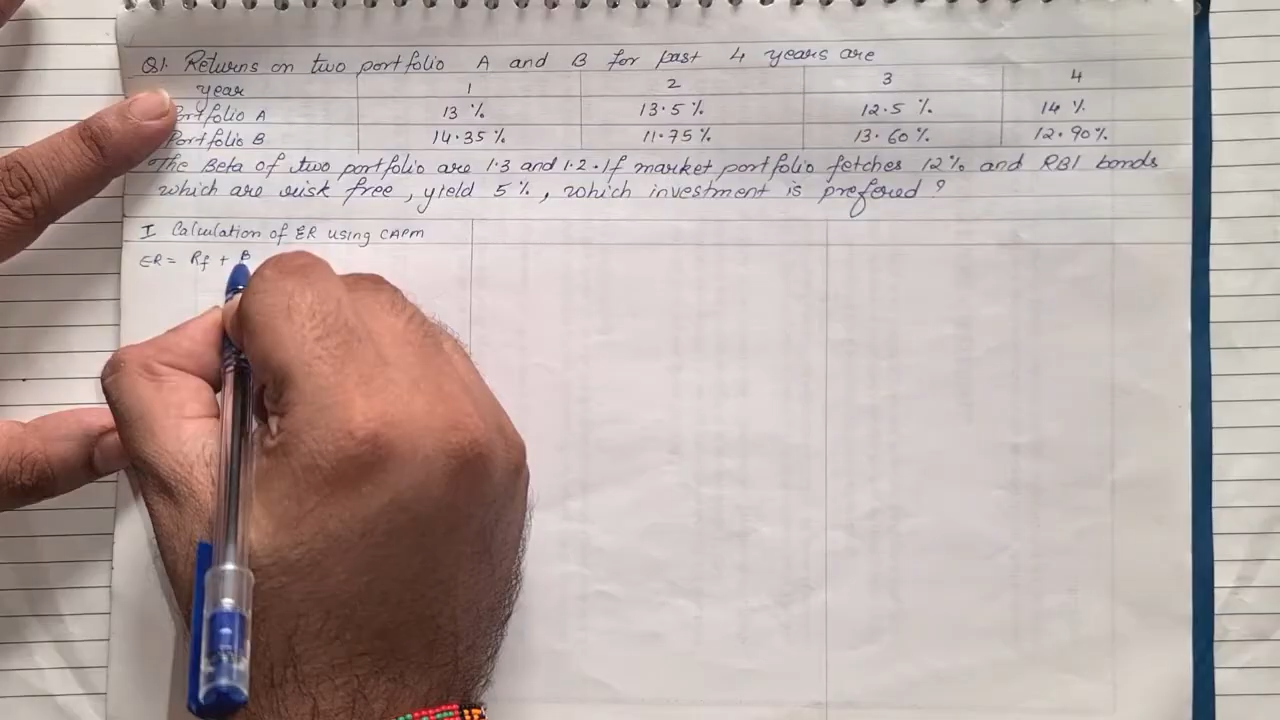 Q1. Returns on two portfolio A and B for past 4 years are
year 1 2 3 4
Portfolio A 13 % 13.5 % 12.5 % 14 %
Portfolio B 14.35 % 11.75 % 13.60 % 12.90 %
The Beta of two portfolio are 1.3 and 1.2. If market portfolio fetches 12 % and RBI bonds
which are risk free, yield 5 %, which investment is prefered ?
I Calculation of ER using CAPM
ER = Rf + B